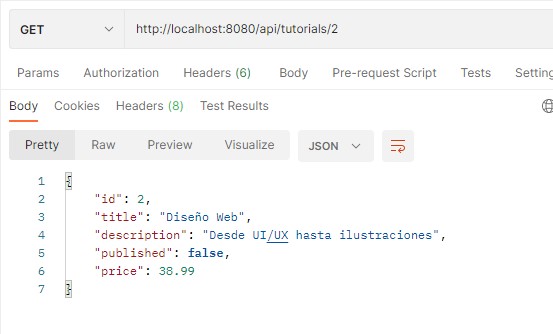 GET http://localhost:8080/api/tutorials/2
Params Authorization Headers (6) Body Pre-request Script Tests Setting
Body Cookies Headers (8) Test Results
Pretty Raw Preview Visualize JSON
1 {
2 "id": 2,
3 "title": "Diseño Web",
4 "description": "Desde UI/UX hasta ilustraciones",
5 "published": false,
6 "price": 38.99
7 }